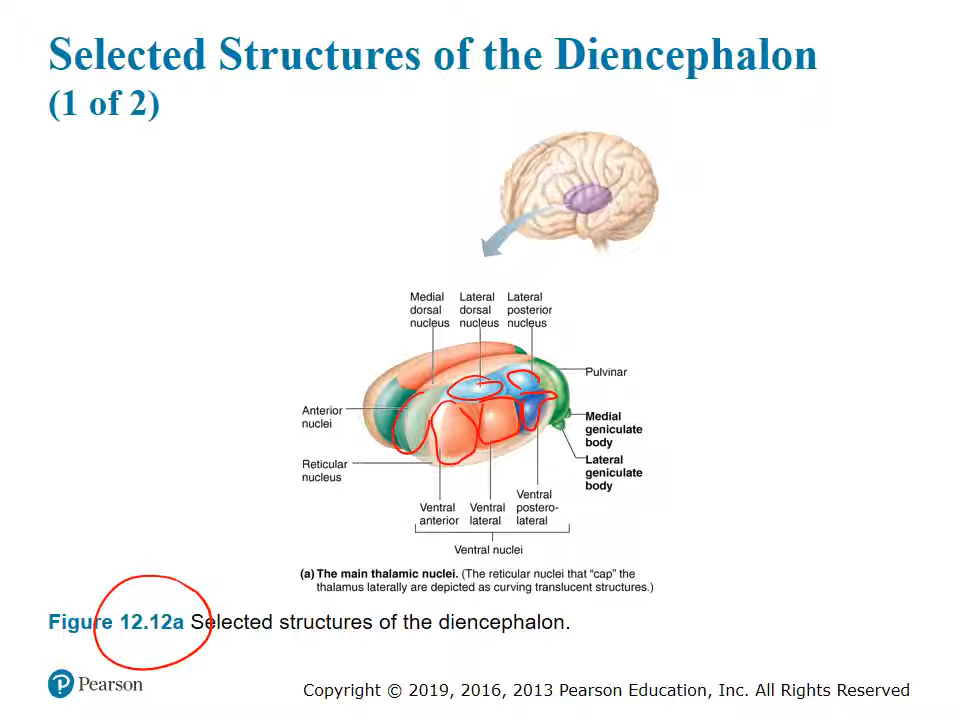 Selected Structures of the Diencephalon
(1 of 2)
Medial
dorsal
nucleus
Lateral
dorsal
nucleus
Lateral
posterior
nucleus
Pulvinar
Anterior
nuclei
Medial
geniculate
body
Lateral
geniculate
body
Reticular
nucleus
Ventral
anterior
Ventral
lateral
Ventral
postero-
lateral
Ventral nuclei
(a) The main thalamic nuclei. (The reticular nuclei that “cap” the
thalamus laterally are depicted as curving translucent structures.)
Figure 12.12a Selected structures of the diencephalon.
P Pearson
Copyright © 2019, 2016, 2013 Pearson Education, Inc. All Rights Reserved